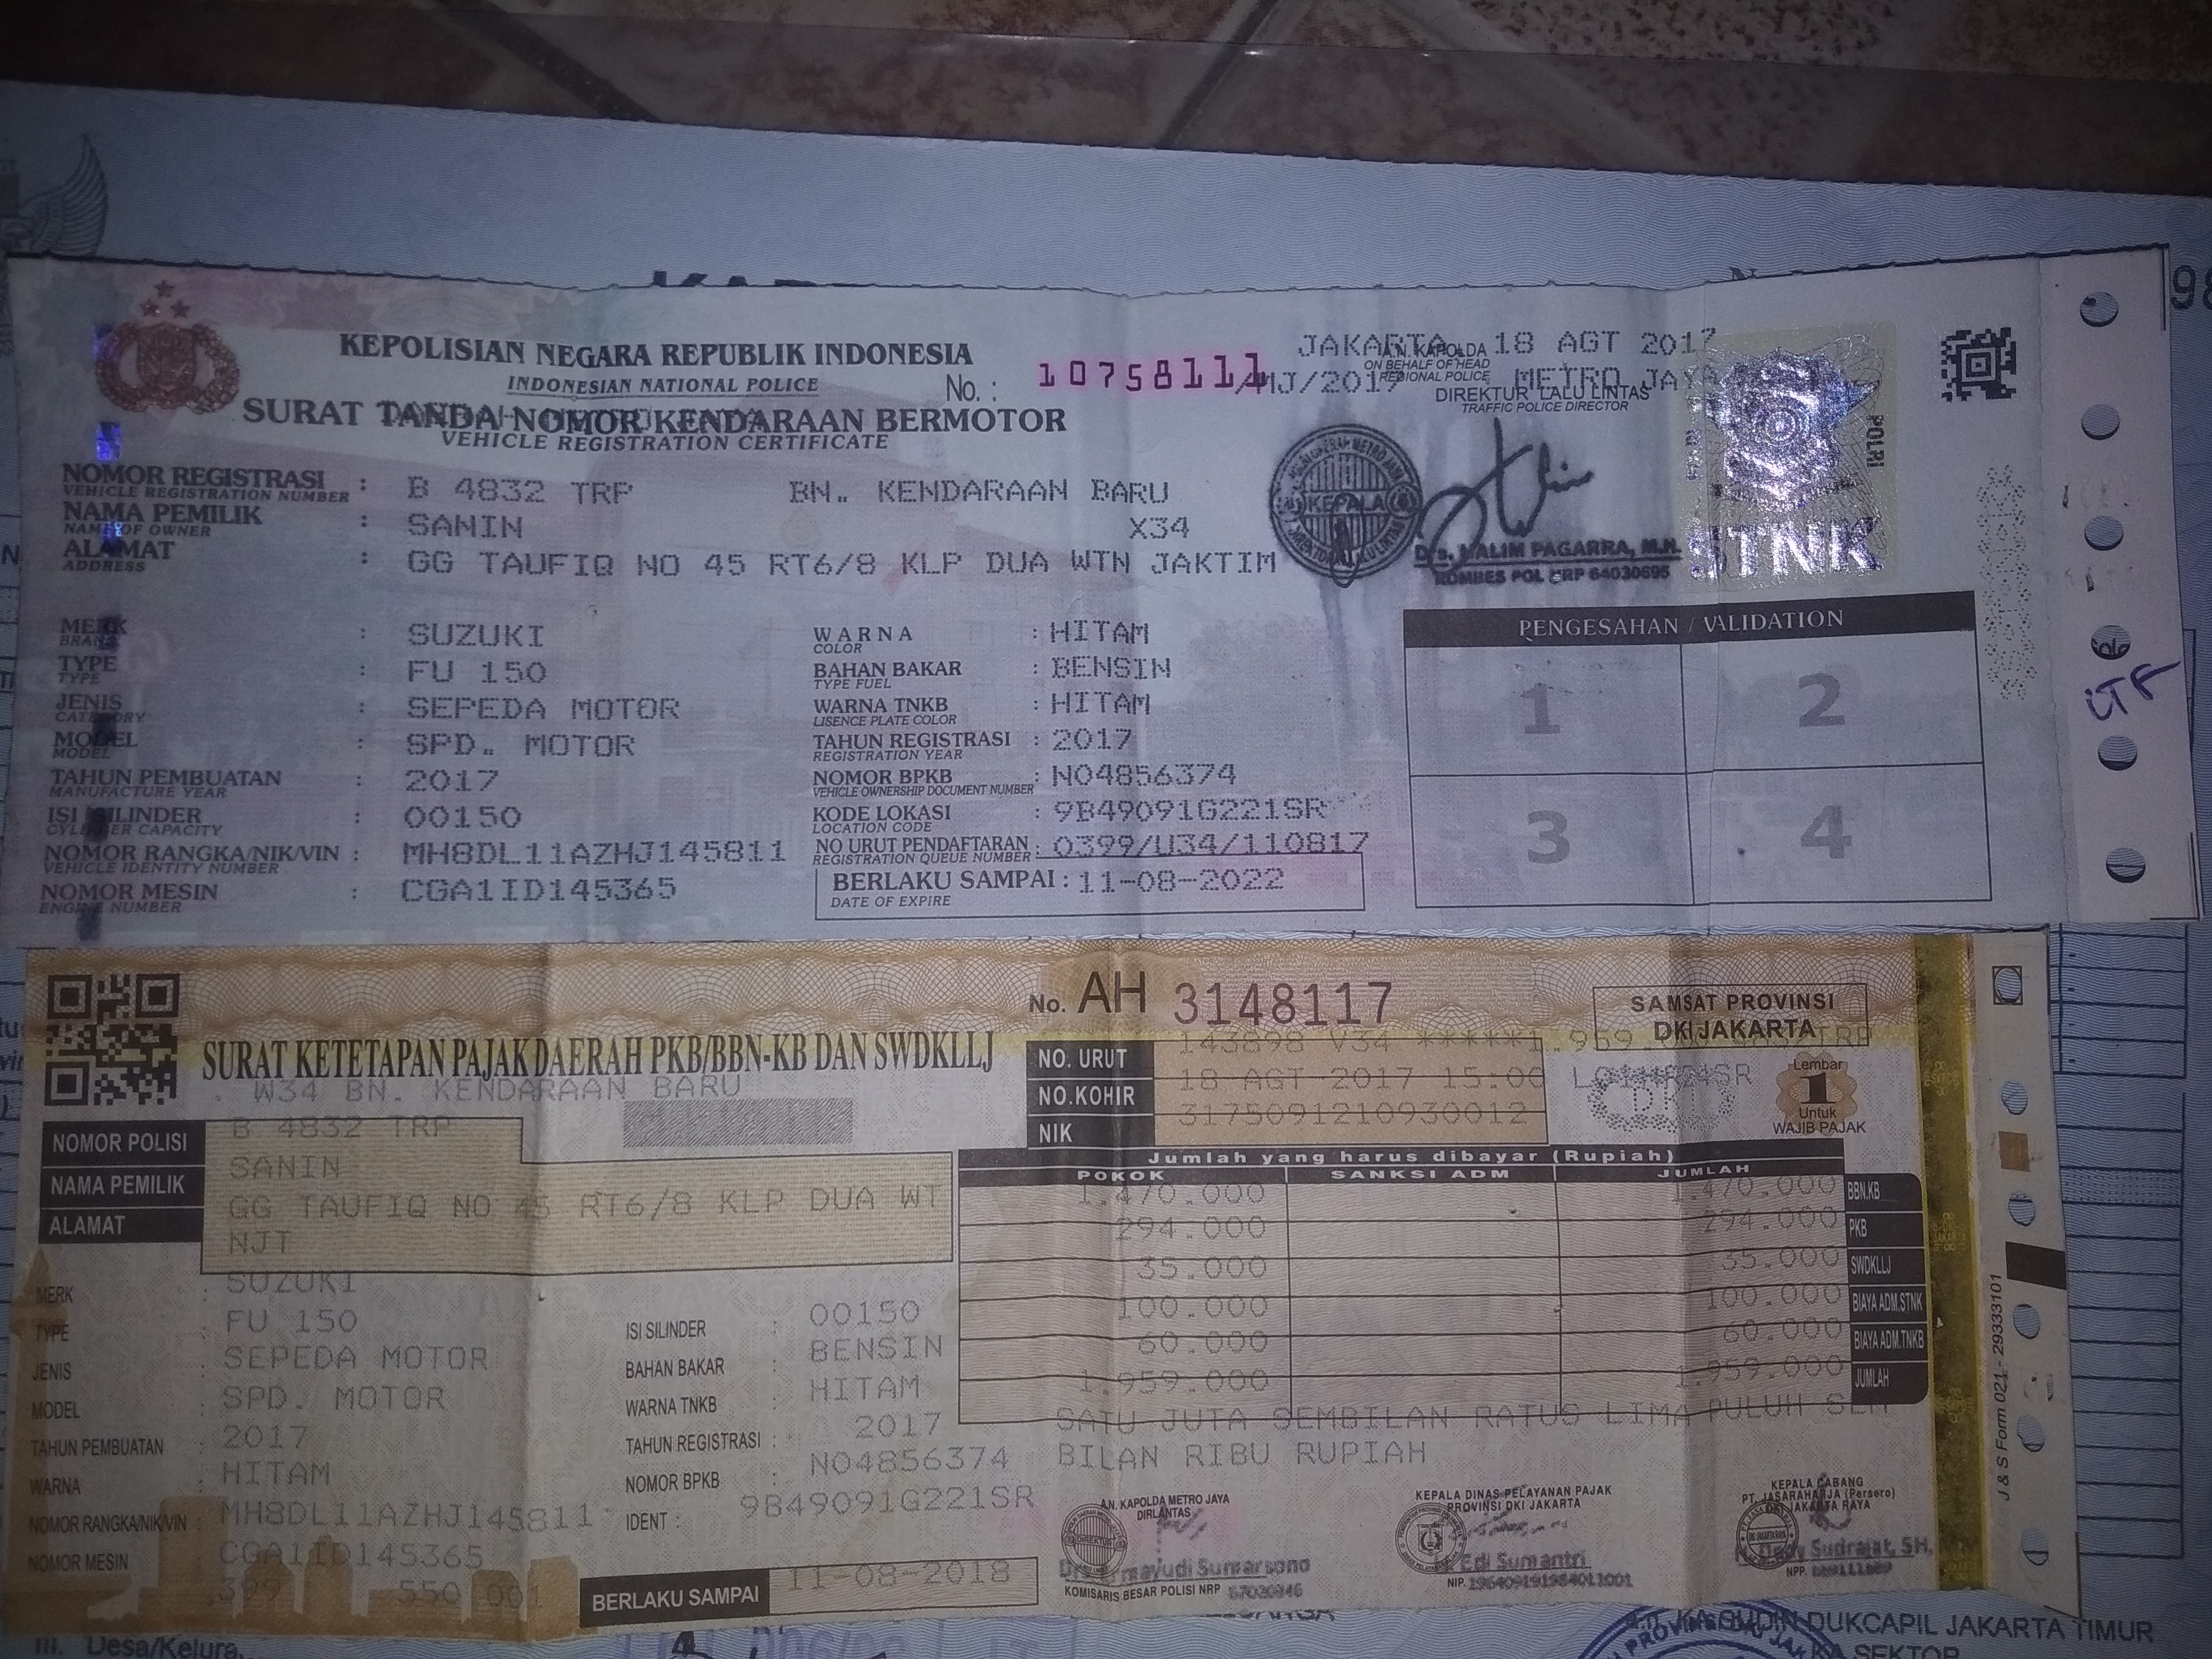 KEPOLISIAN NEGARA REPUBLIK INDONESIA
INDONESIAN NATIONAL POLICE
No.: 10758111/MJ/2017
JAKARTA, 18 AGT 2017
A.N. KAPOLDA METRO JAYA
ON BEHALF OF HEAD
REGIONAL POLICE
DIREKTUR LALU LINTAS
TRAFFIC POLICE DIRECTOR
SURAT TANDA NOMOR KENDARAAN BERMOTOR
VEHICLE REGISTRATION CERTIFICATE
NOMOR REGISTRASI : B 4832 TRP BN. KENDARAAN BARU
VEHICLE REGISTRATION NUMBER
NAMA PEMILIK : SANIN X34
NAME OF OWNER
ALAMAT : GG TAUFIQ NO 45 RT6/8 KLP DUA WTN JAKTIM
ADDRESS
KEPALA
Drs. HALIM PAGARRA, M.H.
KOMBES POL NRP 64030695
POLRI
STNK
MERK : SUZUKI
BRAND
TYPE : FU 150
TYPE
JENIS : SEPEDA MOTOR
CATEGORY
MODEL : SPD. MOTOR
MODEL
TAHUN PEMBUATAN : 2017
MANUFACTURE YEAR
ISI SILINDER : 00150
CYLINDER CAPACITY
NOMOR RANGKA/NIK/VIN : MH8DL11AZHJ145811
VEHICLE IDENTITY NUMBER
NOMOR MESIN : CGA1ID145365
ENGINE NUMBER
WARNA : HITAM
COLOR
BAHAN BAKAR : BENSIN
TYPE FUEL
WARNA TNKB : HITAM
LISENCE PLATE COLOR
TAHUN REGISTRASI : 2017
REGISTRATION YEAR
NOMOR BPKB : N04856374
VEHICLE OWNERSHIP DOCUMENT NUMBER
KODE LOKASI : 9B49091G221SR
LOCATION CODE
NO URUT PENDAFTARAN : 0399/U34/110817
REGISTRATION QUEUE NUMBER
BERLAKU SAMPAI : 11-08-2022
DATE OF EXPIRE
PENGESAHAN / VALIDATION
1 2
3 4
No. AH 3148117
SAMSAT PROVINSI
DKI JAKARTA
SURAT KETETAPAN PAJAK DAERAH PKB/BBN-KB DAN SWDKLLJ
W34 BN. KENDARAAN BARU
NO. URUT 143898 V34
NO.KOHIR 18 AGT 2017 15:00
NIK 3175091210930012
Lembar
1
Untuk
WAJIB PAJAK
NOMOR POLISI B 4832 TRP
NAMA PEMILIK SANIN
ALAMAT GG TAUFIQ NO 45 RT6/8 KLP DUA WT
NJT
MERK : SUZUKI
TYPE : FU 150
JENIS : SEPEDA MOTOR
MODEL : SPD. MOTOR
TAHUN PEMBUATAN : 2017
WARNA : HITAM
NOMOR RANGKA/NIK/VIN : MH8DL11AZHJ145811
NOMOR MESIN : CGA1ID145365
399 550 001
ISI SILINDER : 00150
BAHAN BAKAR : BENSIN
WARNA TNKB : HITAM
TAHUN REGISTRASI : 2017
NOMOR BPKB : N04856374
IDENT : 9B49091G221SR
BERLAKU SAMPAI 11-08-2018
Jumlah yang harus dibayar (Rupiah)
POKOK SANKSI ADM JUMLAH
1.470.000 1.470.000 BBN.KB
294.000 294.000 PKB
35.000 35.000 SWDKLLJ
100.000 100.000 BIAYA ADM.STNK
60.000 60.000 BIAYA ADM.TNKB
1.959.000 1.959.000 JUMLAH
SATU JUTA SEMBILAN RATUS LIMA PULUH SEM
BILAN RIBU RUPIAH
A.N. KAPOLDA METRO JAYA
DIRLANTAS
KOMISARIS BESAR POLISI NRP
KEPALA DINAS PELAYANAN PAJAK
PROVINSI DKI JAKARTA
Edi Sumantri
NIP. 196409191984011001
KEPALA CABANG
PT. JASARAHARJA (Persero)
DKI JAKARTA RAYA
Sudrajat, SH.
NPP.
J & S Form 021 - 29333101
III. Desa/Kelura
DUKCAPIL JAKARTA TIMUR
KA SEKTOR